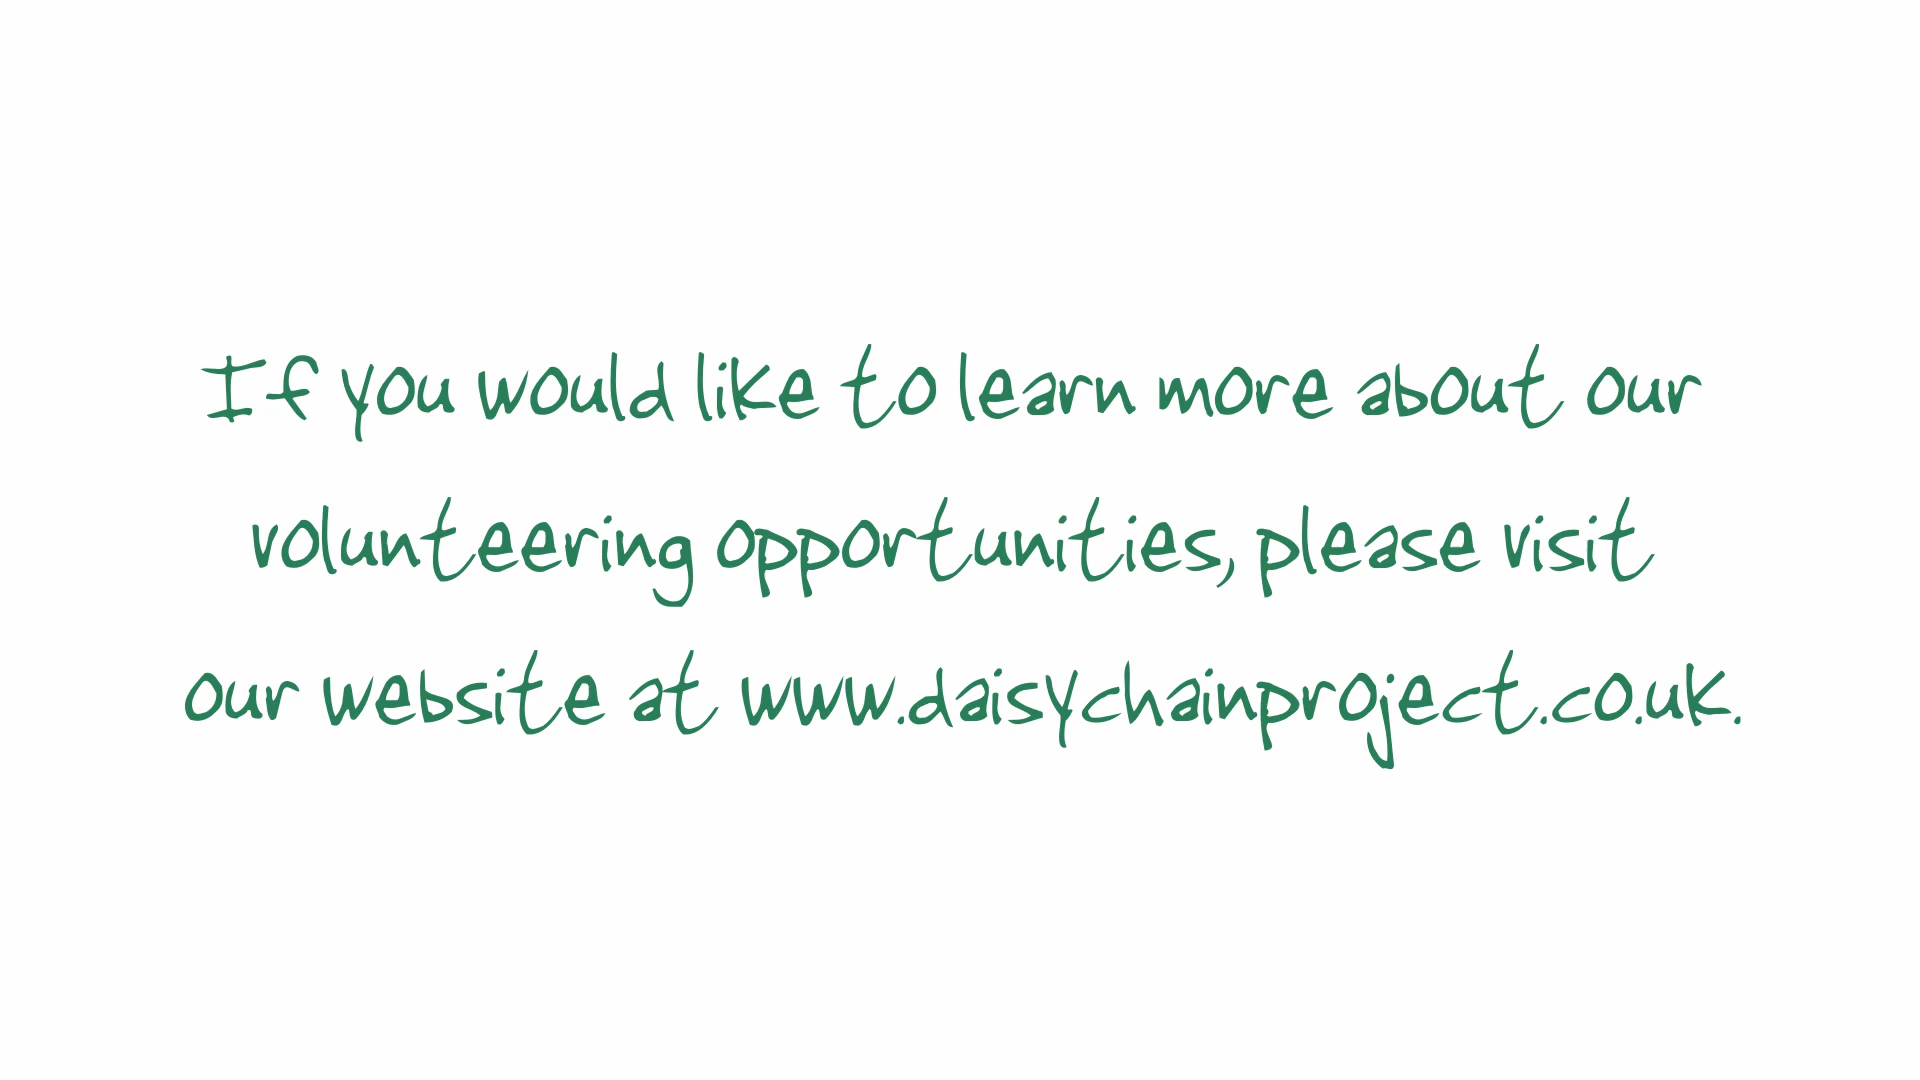 If you would like to learn more about our
volunteering opportunities, please visit
our website at www.daisychainproject.co.uk.